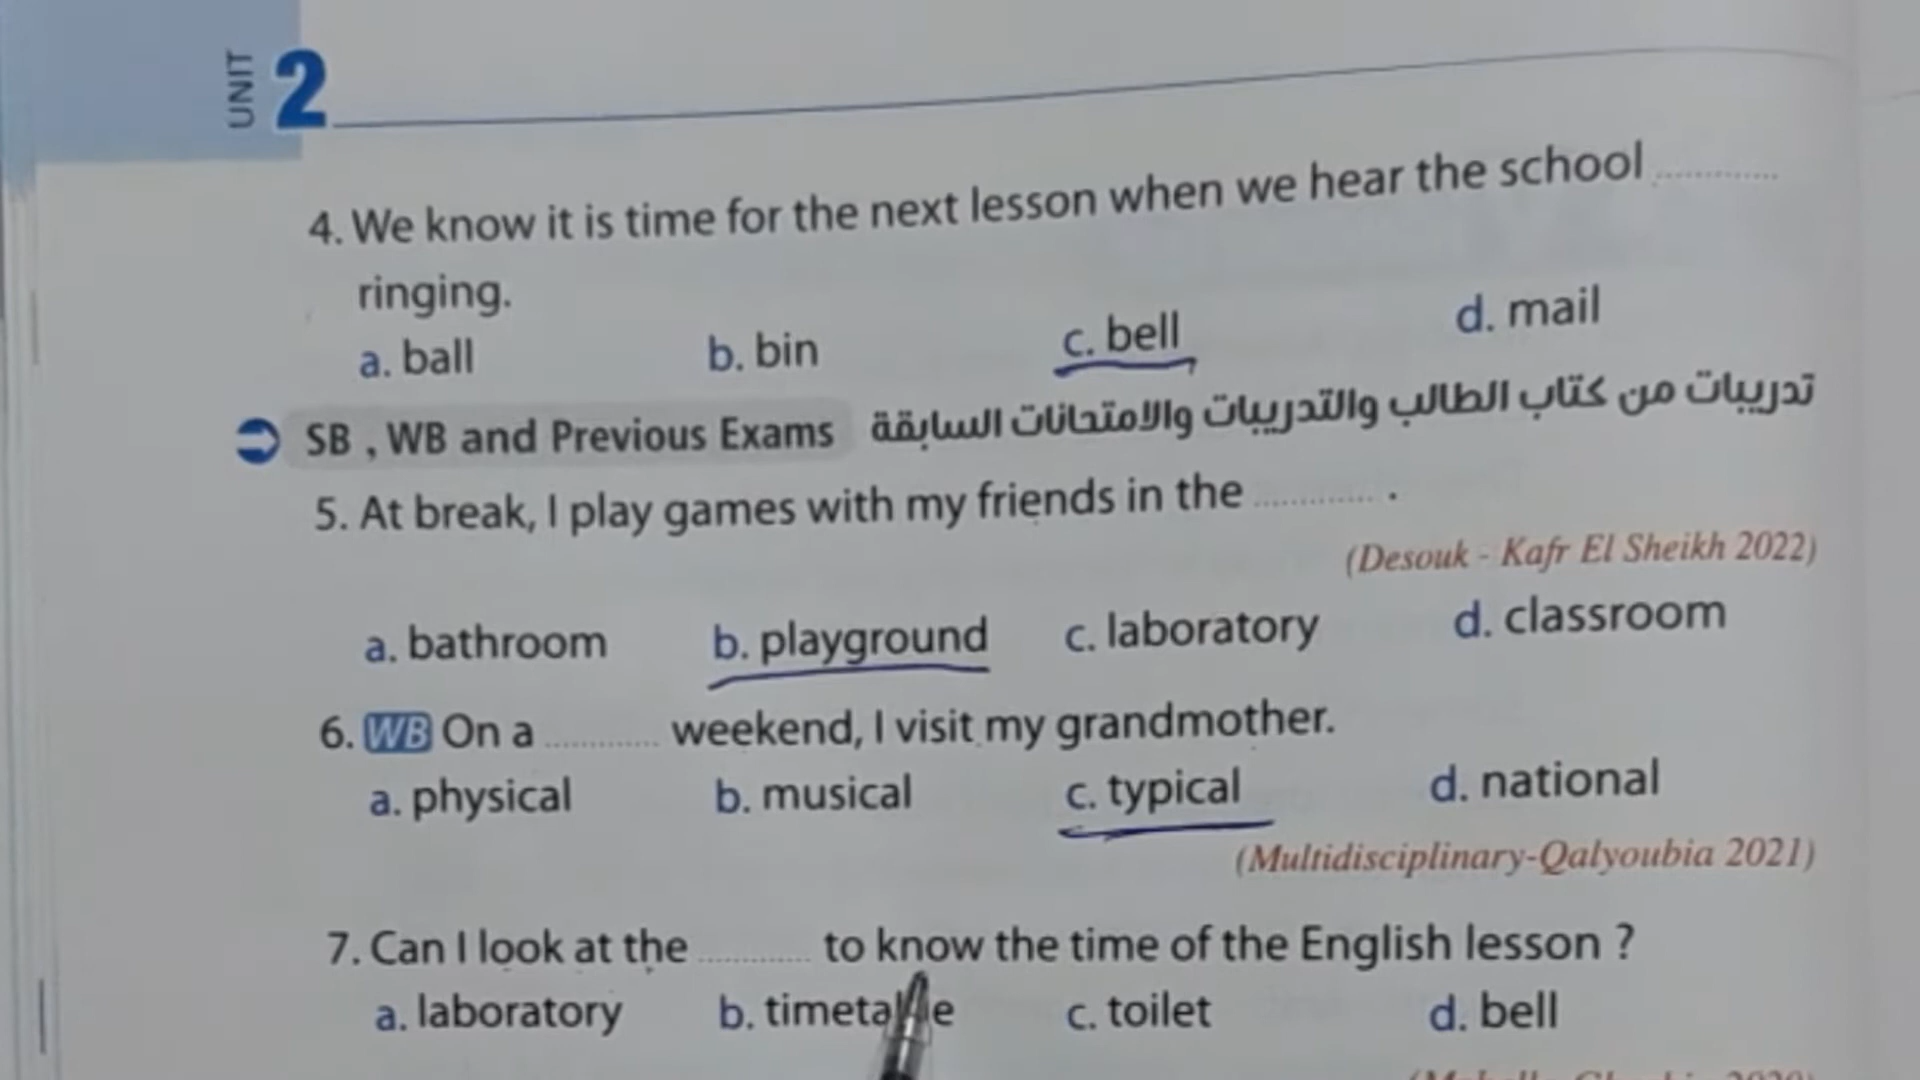 UNIT 2
4. We know it is time for the next lesson when we hear the school ............
ringing.
a. ball b. bin c. bell d. mail
SB , WB and Previous Exams تدريبات من كتاب الطالب والتدريبات والامتحانات السابقة
5. At break, I play games with my friends in the ............ .
(Desouk - Kafr El Sheikh 2022)
a. bathroom b. playground c. laboratory d. classroom
6. WB On a ............ weekend, I visit my grandmother.
a. physical b. musical c. typical d. national
(Multidisciplinary-Qalyoubia 2021)
7. Can I look at the ............ to know the time of the English lesson ?
a. laboratory b. timetable c. toilet d. bell